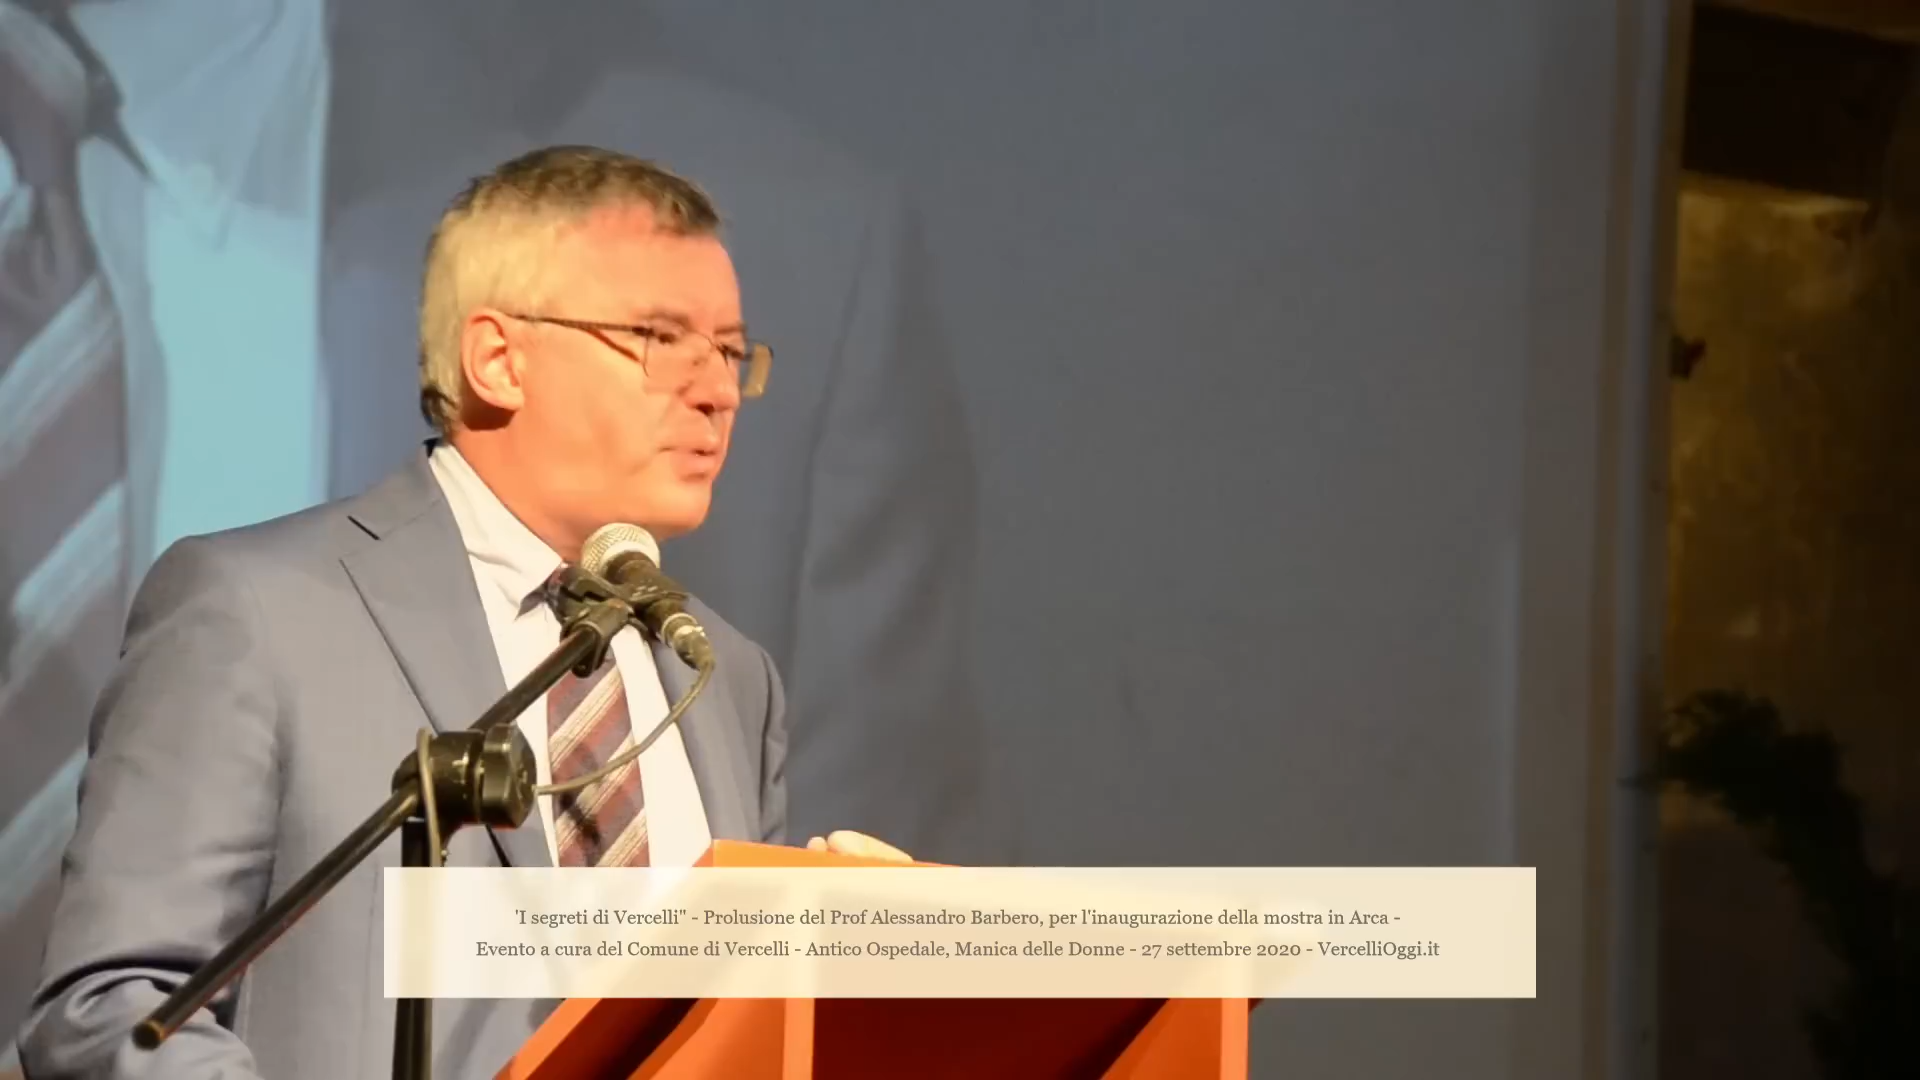 'I segreti di Vercelli" - Prolusione del Prof Alessandro Barbero, per l'inaugurazione della mostra in Arca -
Evento a cura del Comune di Vercelli - Antico Ospedale, Manica delle Donne - 27 settembre 2020 - VercelliOggi.it